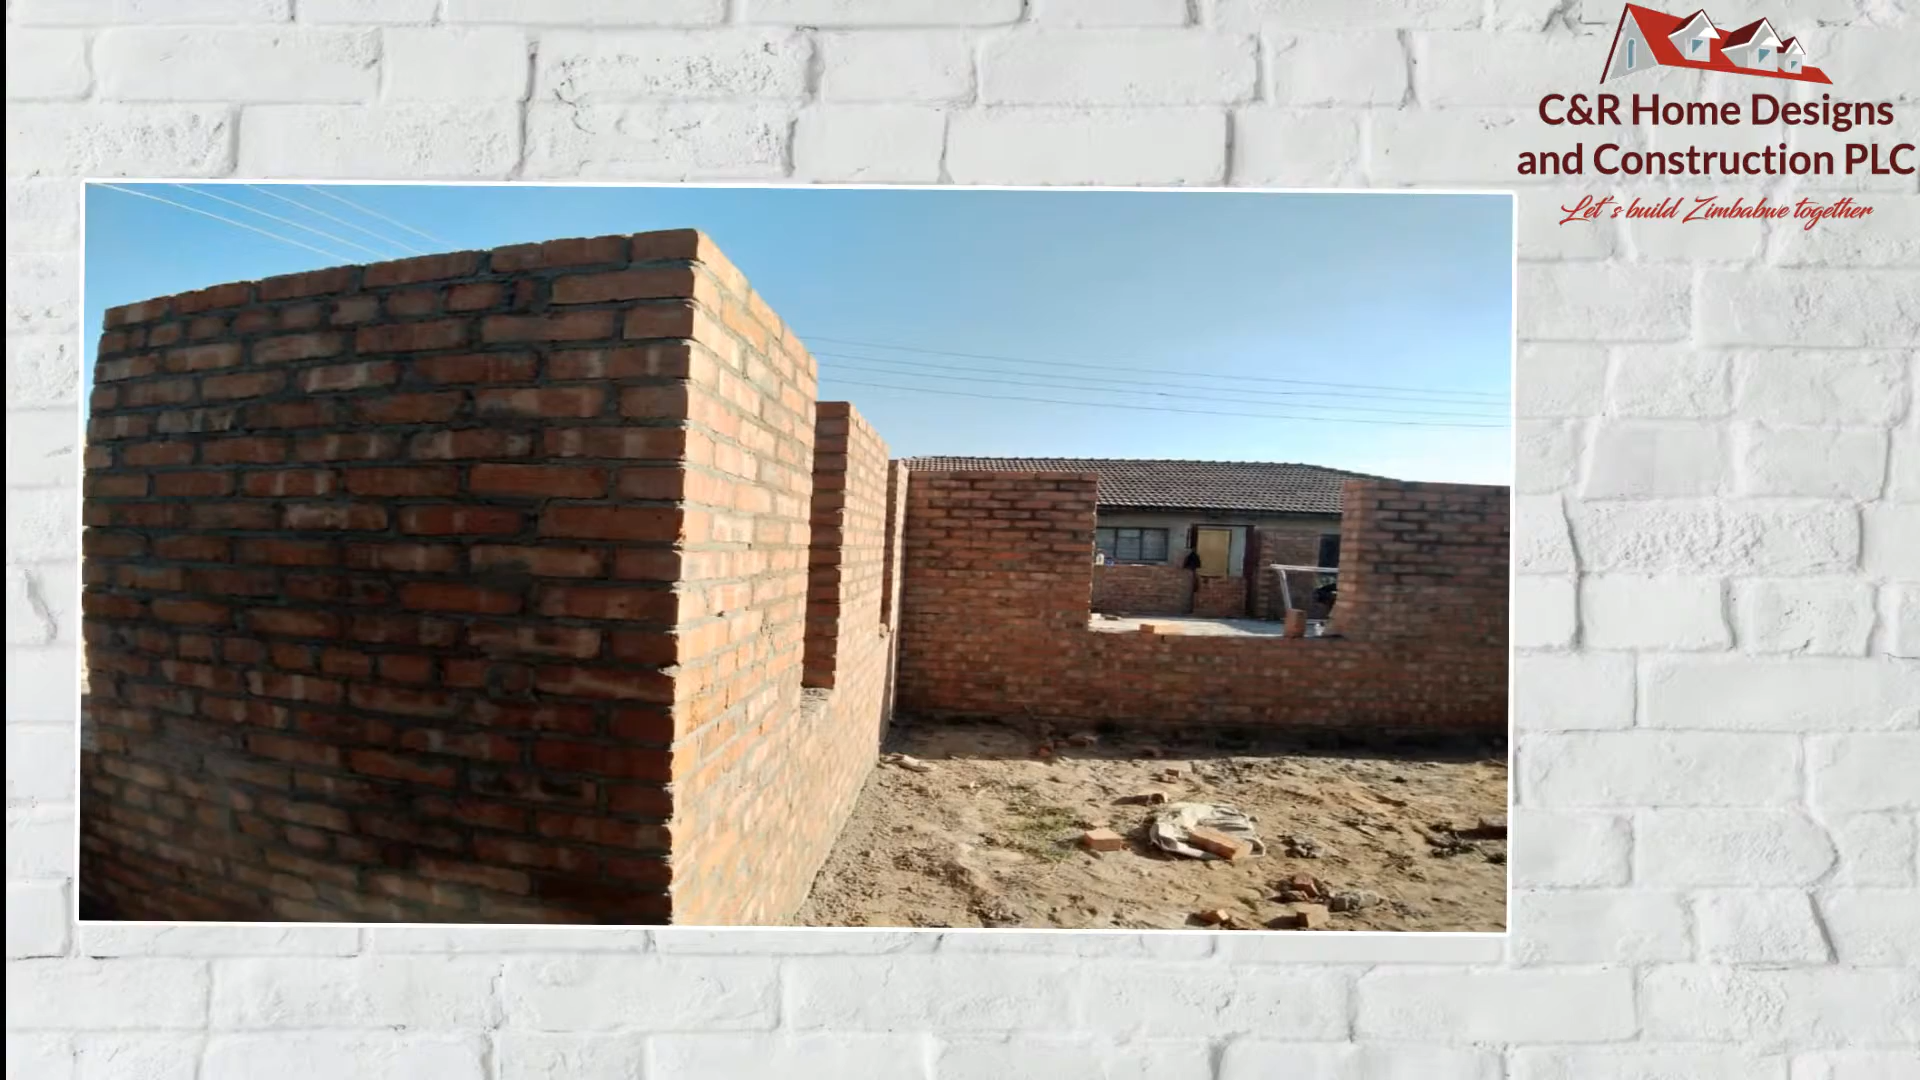 C&R Home Designs
and Construction PLC
Let's build Zimbabwe together